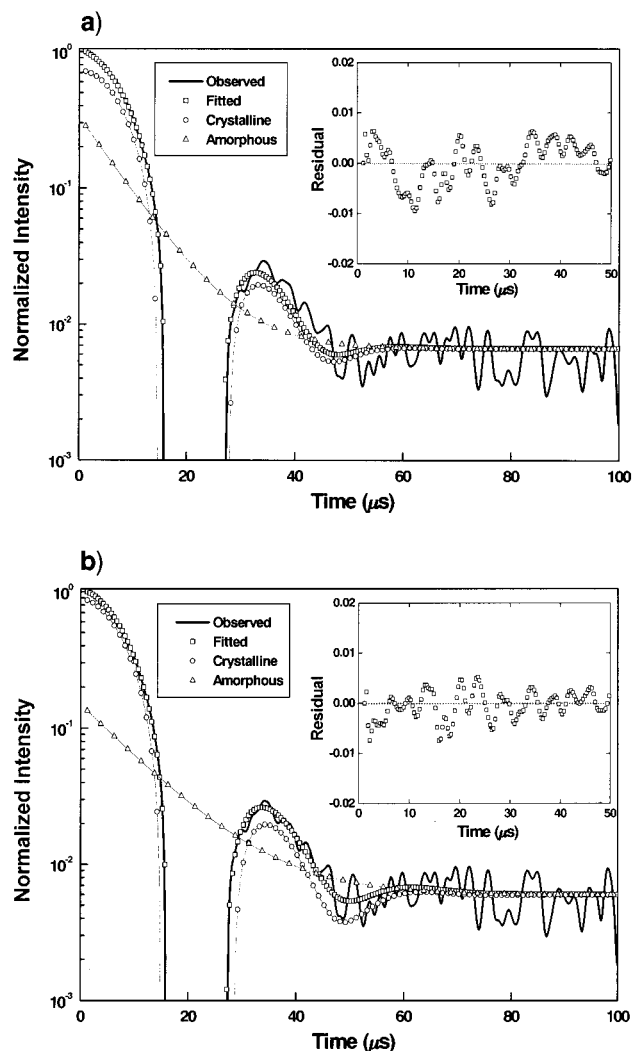 a)
10⁰
10⁻¹
10⁻²
10⁻³
Normalized Intensity
Observed
Fitted
Crystalline
Amorphous
0.02
0.01
0.00
-0.01
-0.02
Residual
0 10 20 30 40 50
Time (μs)
0 20 40 60 80 100
Time (μs)
b)
10⁰
10⁻¹
10⁻²
10⁻³
Normalized Intensity
Observed
Fitted
Crystalline
Amorphous
0.02
0.01
0.00
-0.01
-0.02
Residual
0 10 20 30 40 50
Time (μs)
0 20 40 60 80 100
Time (μs)